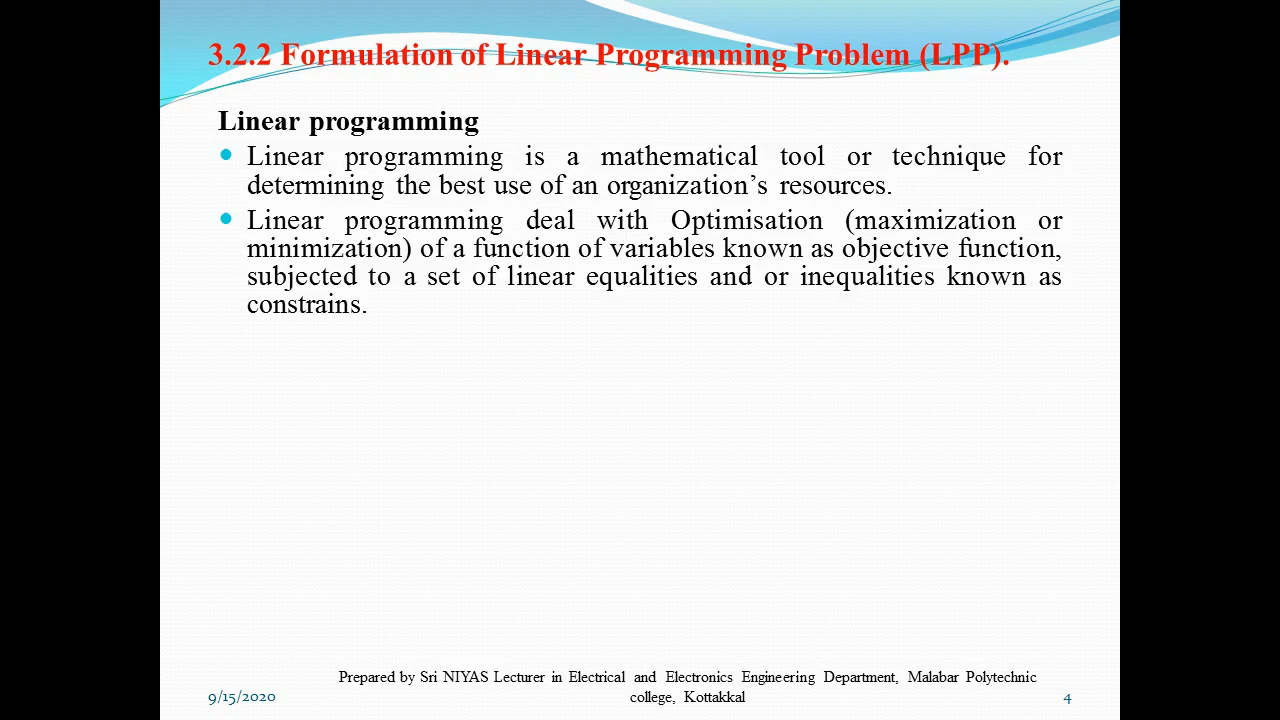 3.2.2 Formulation of Linear Programming Problem (LPP).
Linear programming
Linear programming is a mathematical tool or technique for
determining the best use of an organization’s resources.
Linear programming deal with Optimisation (maximization or
minimization) of a function of variables known as objective function,
subjected to a set of linear equalities and or inequalities known as
constrains.
Prepared by Sri NIYAS Lecturer in Electrical and Electronics Engineering Department, Malabar Polytechnic
college, Kottakkal
9/15/2020
4